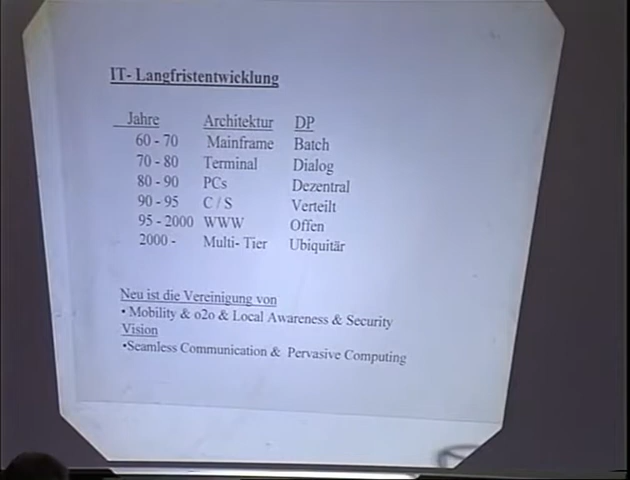 IT- Langfristentwicklung
Jahre Architektur DP
60 - 70 Mainframe Batch
70 - 80 Terminal Dialog
80 - 90 PCs Dezentral
90 - 95 C / S Verteilt
95 - 2000 WWW Offen
2000 - Multi- Tier Ubiquitär
Neu ist die Vereinigung von
• Mobility & o2o & Local Awareness & Security
Vision
•Seamless Communication & Pervasive Computing